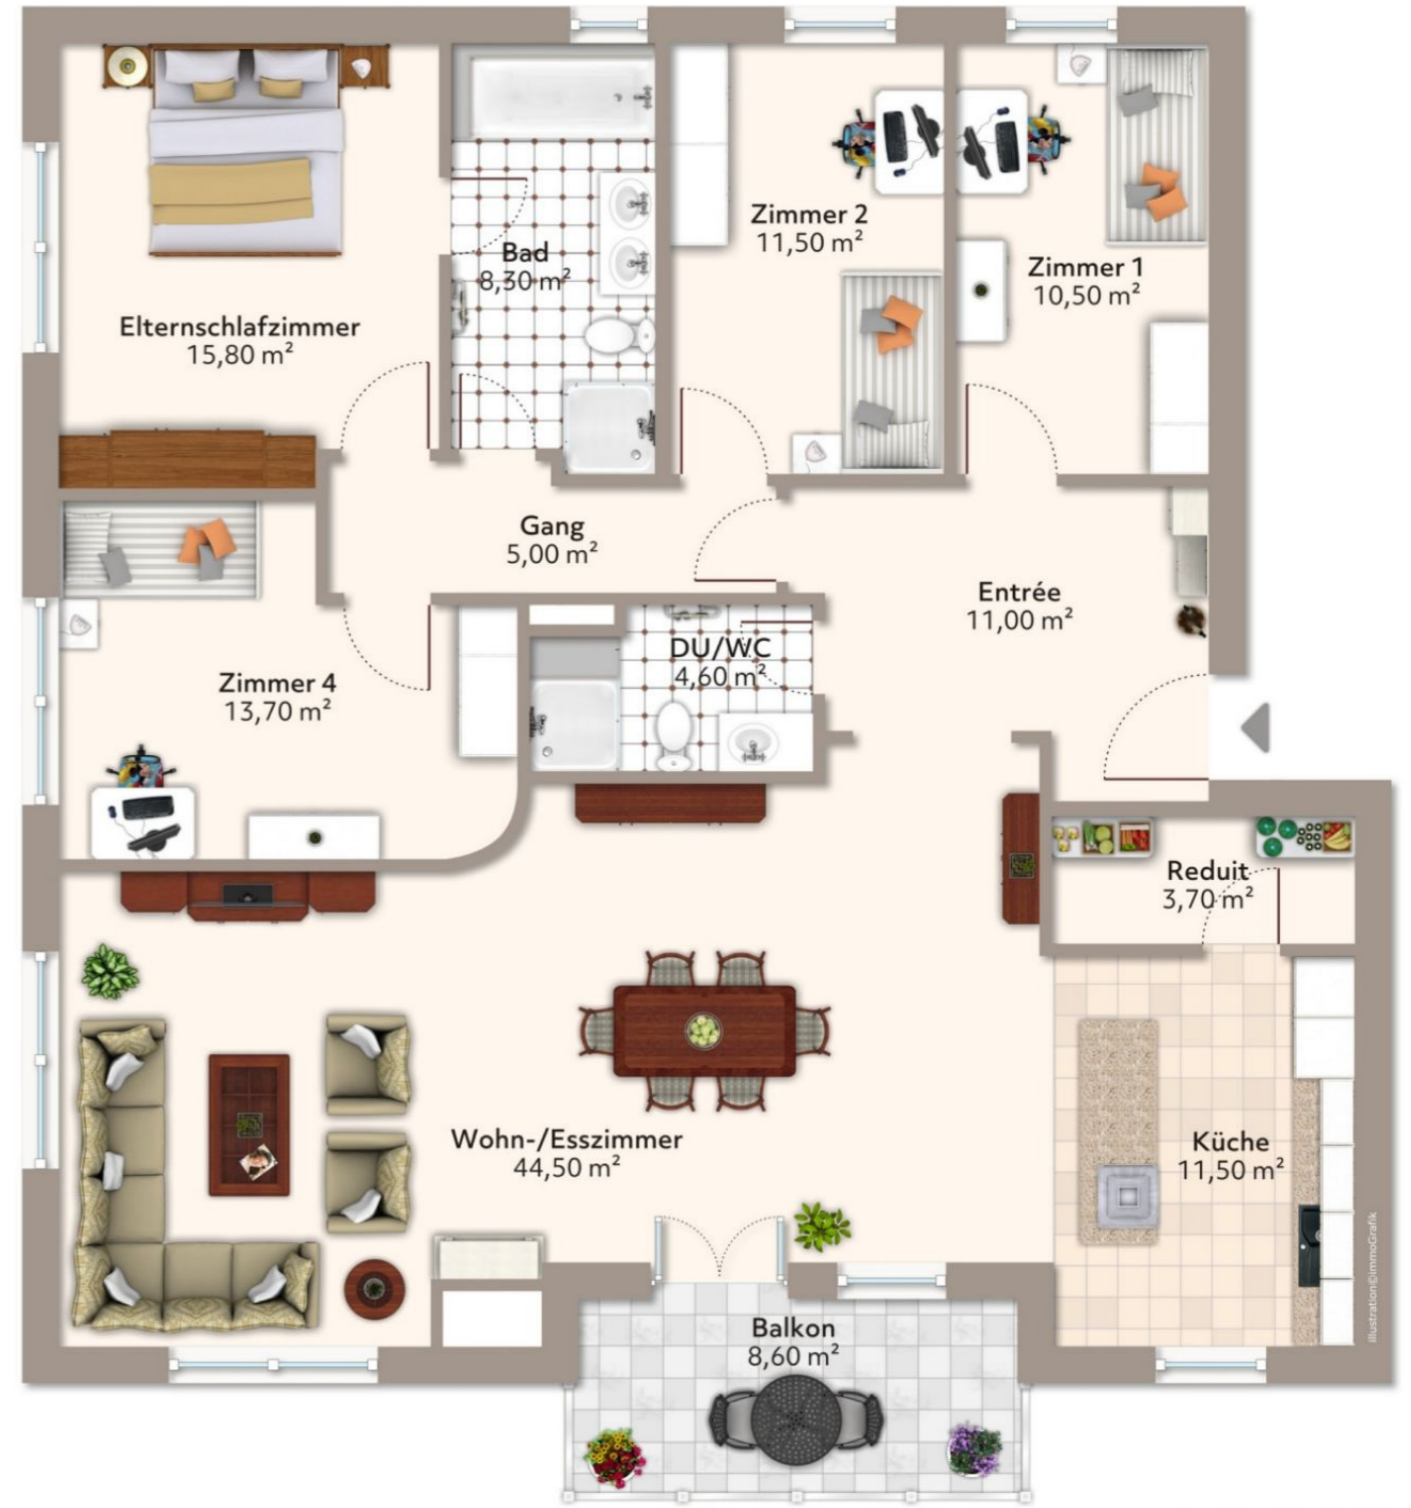 Zimmer 2
11,50 m²
Bad
8,30 m²
Zimmer 1
10,50 m²
Elternschlafzimmer
15,80 m²
Gang
5,00 m²
Entrée
11,00 m²
DU/WC
4,60 m²
Zimmer 4
13,70 m²
Reduit
3,70 m²
Wohn-/Esszimmer
44,50 m²
Küche
11,50 m²
Balkon
8,60 m²
illustration©immoGrafik